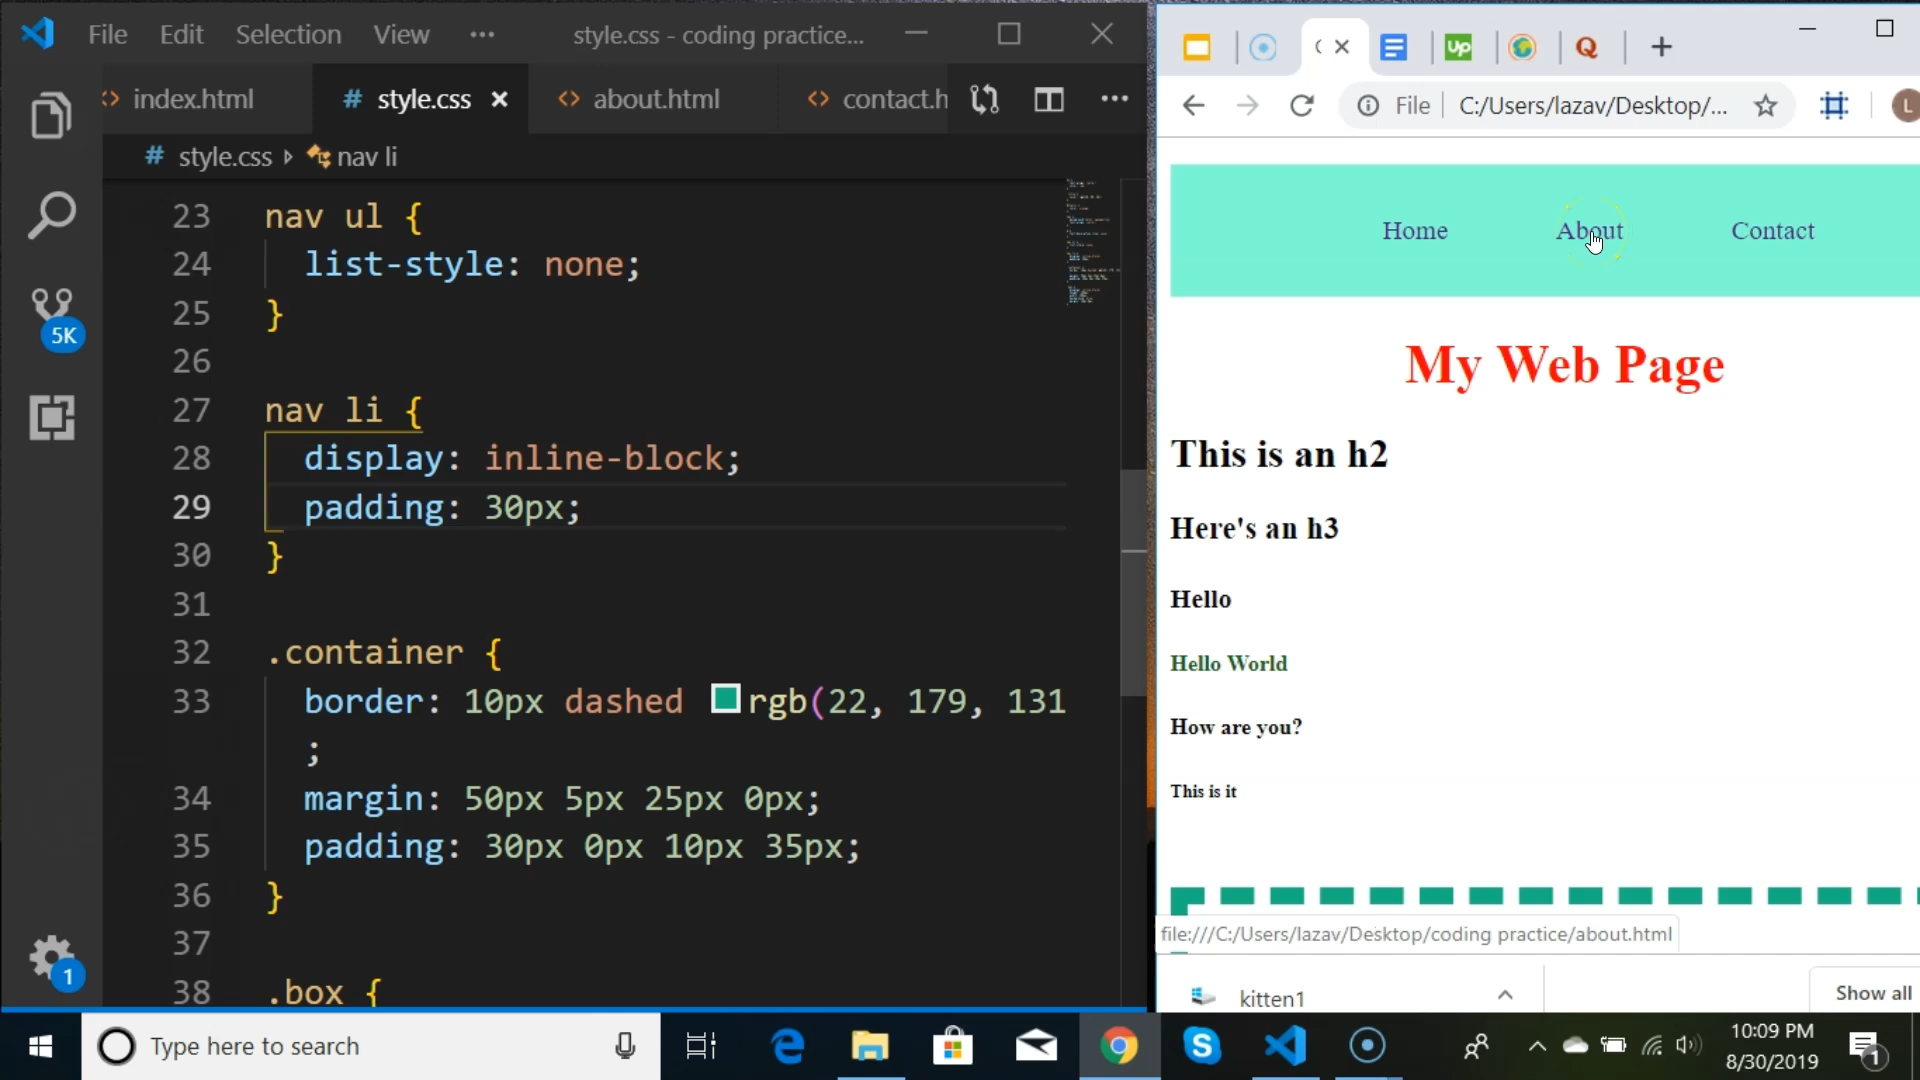 File Edit Selection View ··· style.css - coding practice...
index.html # style.css about.html contact.h
# style.css nav li
23 nav ul {
24 list-style: none;
25 }
26
27 nav li {
28 display: inline-block;
29 padding: 30px;
30 }
31
32 .container {
33 border: 10px dashed rgb(22, 179, 131
;
34 margin: 50px 5px 25px 0px;
35 padding: 30px 0px 10px 35px;
36 }
37
38 .box {
5K
1
Up
Q
File C:/Users/lazav/Desktop/...
L
Home About Contact
My Web Page
This is an h2
Here's an h3
Hello
Hello World
How are you?
This is it
file:///C:/Users/lazav/Desktop/coding practice/about.html
kitten1
Show all
Type here to search
10:09 PM
8/30/2019
1